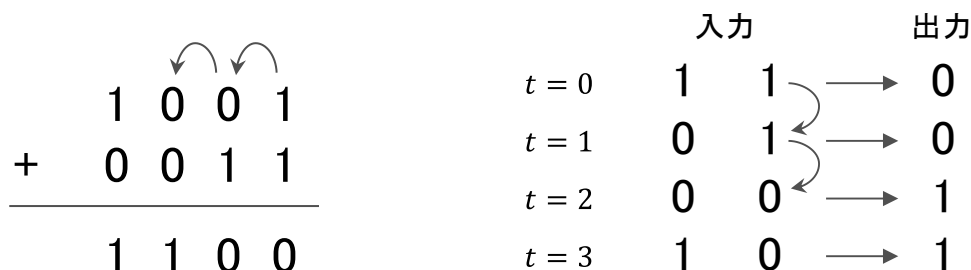 1 0 0 1
+ 0 0 1 1
1 1 0 0
入力 出力
t = 0 1 1 0
t = 1 0 1 0
t = 2 0 0 1
t = 3 1 0 1